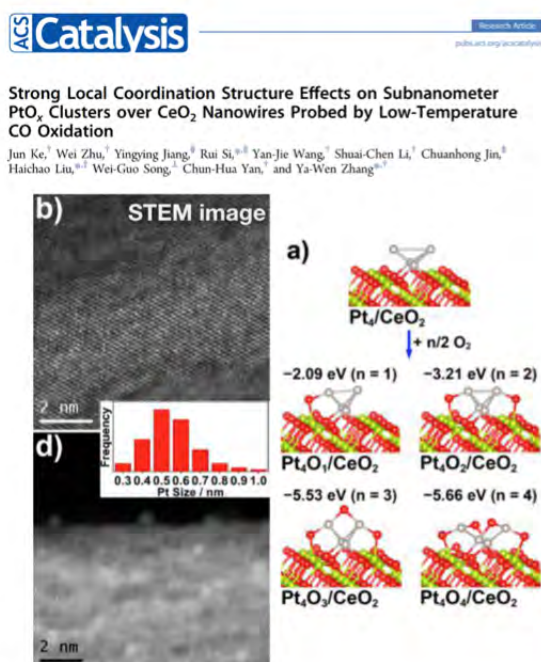 ACS Catalysis
Research Article
pubs.acs.org/acscatalysis
Strong Local Coordination Structure Effects on Subnanometer
PtOₓ Clusters over CeO₂ Nanowires Probed by Low-Temperature
CO Oxidation
Jun Ke,† Wei Zhu,† Yingying Jiang,§ Rui Si,*,∥ Yan-Jie Wang,† Shuai-Chen Li,† Chuanhong Jin,§
Haichao Liu,*,‡ Wei-Guo Song,⊥ Chun-Hua Yan,† and Ya-Wen Zhang*,†
b) STEM image
2 nm
d)
Frequency
0.3 0.4 0.5 0.6 0.7 0.8 0.9 1.0
Pt Size / nm
2 nm
a)
Pt₄/CeO₂
+ n/2 O₂
−2.09 eV (n = 1) −3.21 eV (n = 2)
Pt₄O₁/CeO₂ Pt₄O₂/CeO₂
−5.53 eV (n = 3) −5.66 eV (n = 4)
Pt₄O₃/CeO₂ Pt₄O₄/CeO₂